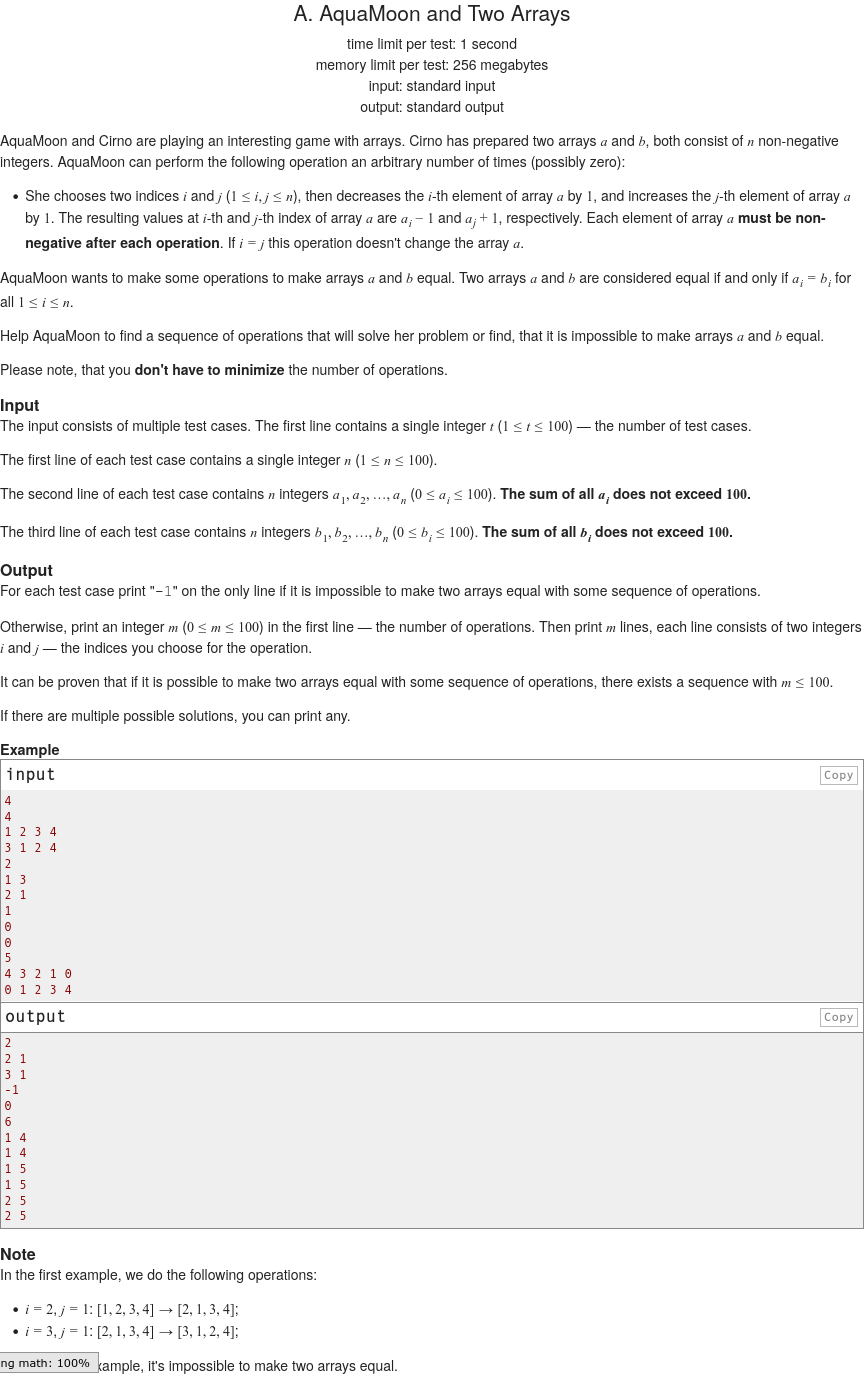 A. AquaMoon and Two Arrays
time limit per test: 1 second
memory limit per test: 256 megabytes
input: standard input
output: standard output
AquaMoon and Cirno are playing an interesting game with arrays. Cirno has prepared two arrays a and b, both consist of n non-negative
integers. AquaMoon can perform the following operation an arbitrary number of times (possibly zero):
• She chooses two indices i and j (1 ≤ i, j ≤ n), then decreases the i-th element of array a by 1, and increases the j-th element of array a
by 1. The resulting values at i-th and j-th index of array a are a_i − 1 and a_j + 1, respectively. Each element of array a must be non-
negative after each operation. If i = j this operation doesn't change the array a.
AquaMoon wants to make some operations to make arrays a and b equal. Two arrays a and b are considered equal if and only if a_i = b_i for
all 1 ≤ i ≤ n.
Help AquaMoon to find a sequence of operations that will solve her problem or find, that it is impossible to make arrays a and b equal.
Please note, that you don't have to minimize the number of operations.
Input
The input consists of multiple test cases. The first line contains a single integer t (1 ≤ t ≤ 100) — the number of test cases.
The first line of each test case contains a single integer n (1 ≤ n ≤ 100).
The second line of each test case contains n integers a_1, a_2, …, a_n (0 ≤ a_i ≤ 100). The sum of all a_i does not exceed 100.
The third line of each test case contains n integers b_1, b_2, …, b_n (0 ≤ b_i ≤ 100). The sum of all b_i does not exceed 100.
Output
For each test case print "-1" on the only line if it is impossible to make two arrays equal with some sequence of operations.
Otherwise, print an integer m (0 ≤ m ≤ 100) in the first line — the number of operations. Then print m lines, each line consists of two integers
i and j — the indices you choose for the operation.
It can be proven that if it is possible to make two arrays equal with some sequence of operations, there exists a sequence with m ≤ 100.
If there are multiple possible solutions, you can print any.
Example
input Copy
4
4
1 2 3 4
3 1 2 4
2
1 3
2 1
1
0
0
5
4 3 2 1 0
0 1 2 3 4
output Copy
2
2 1
3 1
-1
0
6
1 4
1 4
1 5
1 5
2 5
2 5
Note
In the first example, we do the following operations:
• i = 2, j = 1: [1, 2, 3, 4] → [2, 1, 3, 4];
• i = 3, j = 1: [2, 1, 3, 4] → [3, 1, 2, 4];
ng math: 100% xample, it's impossible to make two arrays equal.